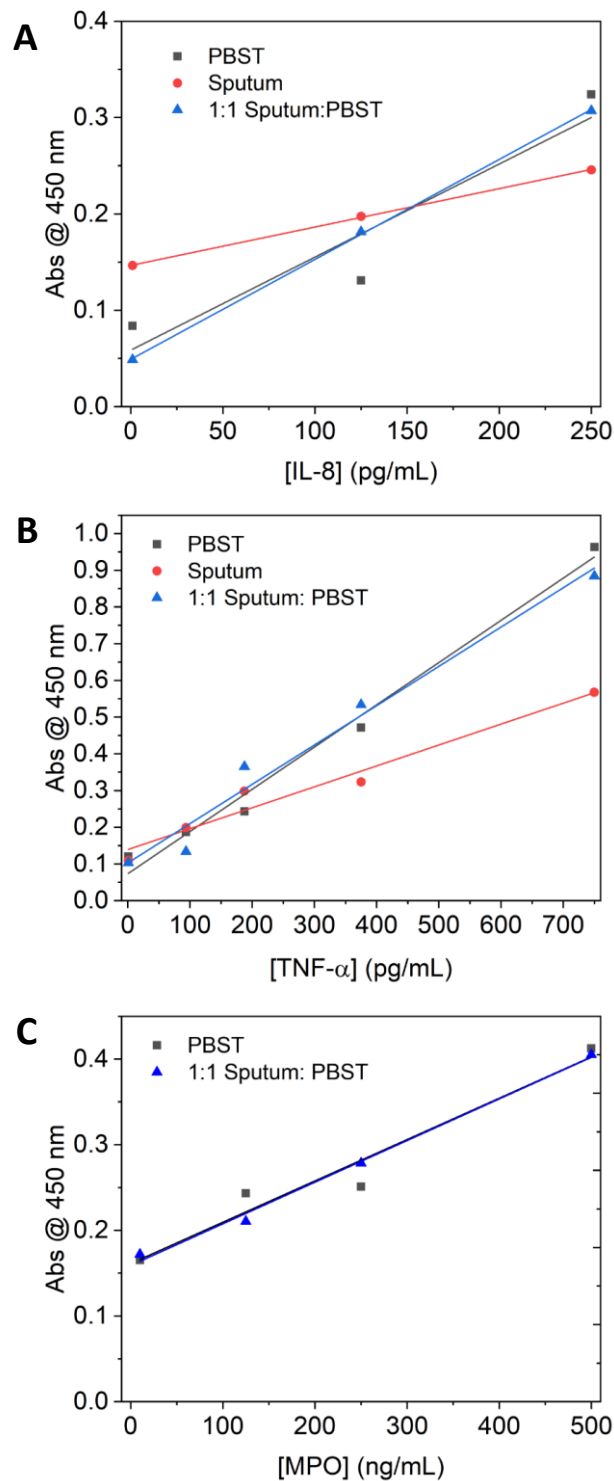 A
PBST
Sputum
1:1 Sputum:PBST
0.4
0.3
0.2
0.1
0.0
Abs @ 450 nm
0 50 100 150 200 250
[IL-8] (pg/mL)
B
PBST
Sputum
1:1 Sputum: PBST
1.0
0.9
0.8
0.7
0.6
0.5
0.4
0.3
0.2
0.1
0.0
Abs @ 450 nm
0 100 200 300 400 500 600 700
[TNF-α] (pg/mL)
C
PBST
1:1 Sputum: PBST
0.4
0.3
0.2
0.1
0.0
Abs @ 450 nm
0 100 200 300 400 500
[MPO] (ng/mL)